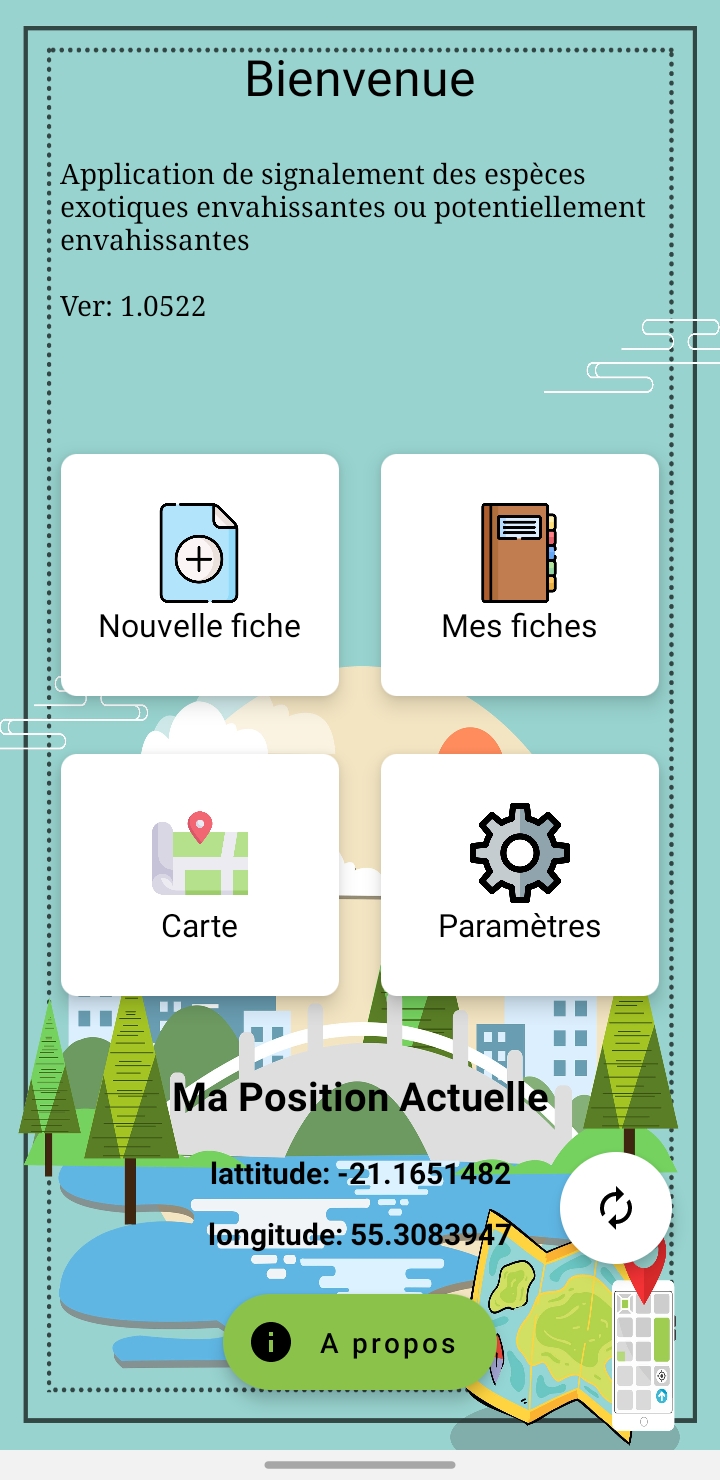 Bienvenue
Application de signalement des espèces
exotiques envahissantes ou potentiellement
envahissantes
Ver: 1.0522
Nouvelle fiche
Mes fiches
Carte
Paramètres
Ma Position Actuelle
lattitude: -21.1651482
longitude: 55.3083947
A propos